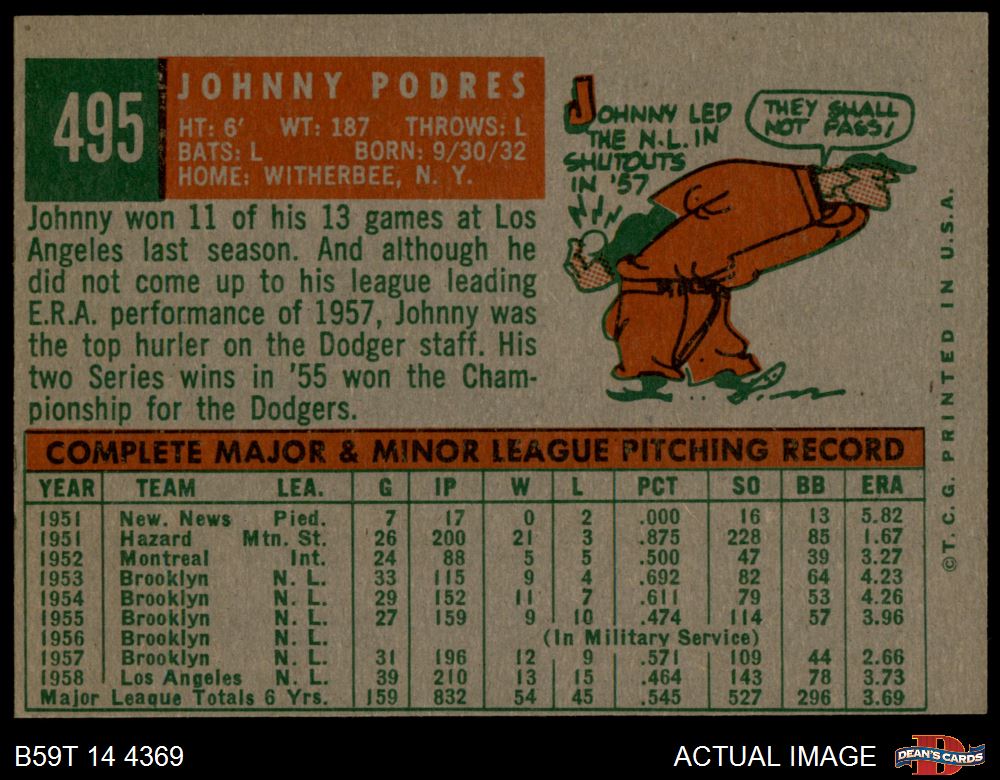 495
JOHNNY PODRES
HT: 6' WT: 187 THROWS: L
BATS: L BORN: 9/30/32
HOME: WITHERBEE, N. Y.
Johnny won 11 of his 13 games at Los
Angeles last season. And although he
did not come up to his league leading
E.R.A. performance of 1957, Johnny was
the top hurler on the Dodger staff. His
two Series wins in '55 won the Cham-
pionship for the Dodgers.
JOHNNY LED
THE N.L. IN
SHUTOUTS
IN '57
THEY SHALL
NOT PASS!
COMPLETE MAJOR & MINOR LEAGUE PITCHING RECORD
YEAR TEAM LEA. G IP W L PCT SO BB ERA
1951 New. News Pied. 7 17 0 2 .000 16 13 5.82
1951 Hazard Mtn. St. 26 200 21 3 .875 228 85 1.67
1952 Montreal Int. 24 88 5 5 .500 47 39 3.27
1953 Brooklyn N. L. 33 115 9 4 .692 82 64 4.23
1954 Brooklyn N. L. 29 152 11 7 .611 79 53 4.26
1955 Brooklyn N. L. 27 159 9 10 .474 114 57 3.96
1956 Brooklyn N. L. (In Military Service)
1957 Brooklyn N. L. 31 196 12 9 .571 109 44 2.66
1958 Los Angeles N. L. 39 210 13 15 .464 143 78 3.73
Major League Totals 6 Yrs. 159 832 54 45 .545 527 296 3.69
©T. C. G. PRINTED IN U.S.A.
B59T 14 4369
ACTUAL IMAGE
D
DEAN'S CARDS